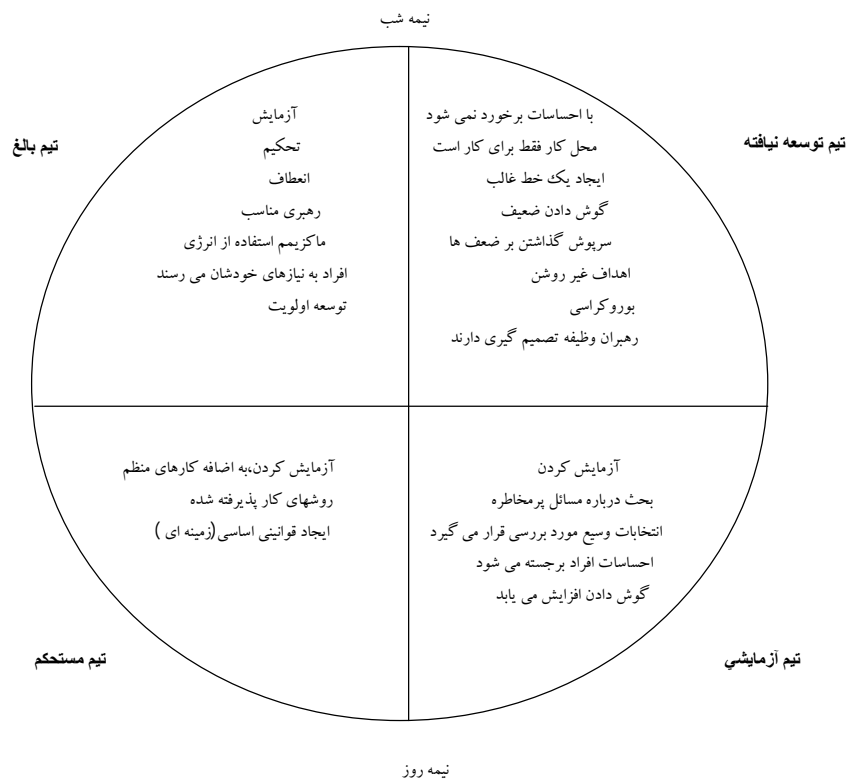 نیمه شب
تیم توسعه نیافته
با احساسات برخورد نمی شود
محل کار فقط برای کار است
ایجاد یک خط غالب
گوش دادن ضعیف
سرپوش گذاشتن بر ضعف ها
اهداف غیر روشن
بوروکراسی
رهبران وظیفه تصمیم گیری دارند
تیم بالغ
آزمایش
تحکیم
انعطاف
رهبری مناسب
ماکزیمم استفاده از انرژی
افراد به نیازهای خودشان می رسند
توسعه اولویت
آزمایش کردن
بحث درباره مسائل پرمخاطره
انتخابات وسیع مورد بررسی قرار می گیرد
احساسات افراد برجسته می شود
گوش دادن افزایش می یابد
تیم آزمایشي
آزمایش کردن،به اضافه کارهای منظم
روشهای کار پذیرفته شده
ایجاد قوانینی اساسی(زمینه ای )
تیم مستحکم
نیمه روز